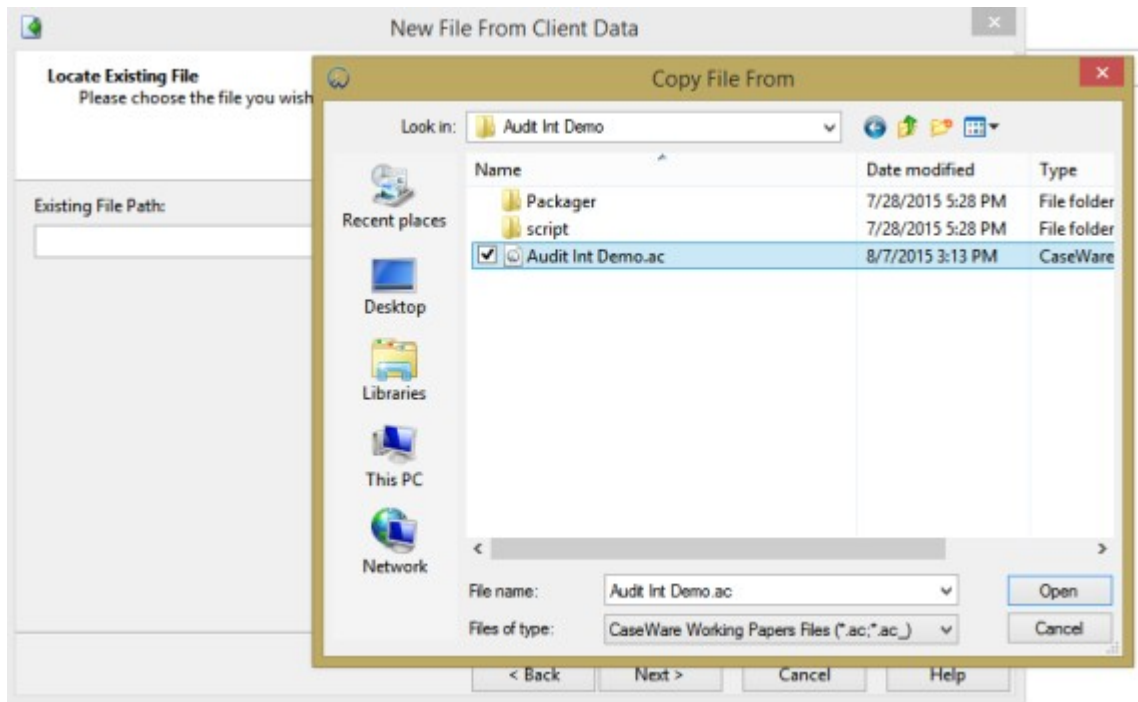 New File From Client Data
Locate Existing File
Please choose the file you wish
Existing File Path:
Copy File From
Look in: Audit Int Demo
Name Date modified Type
Packager 7/28/2015 5:28 PM File folder
script 7/28/2015 5:28 PM File folder
Audit Int Demo.ac 8/7/2015 3:13 PM CaseWare
Recent places
Desktop
Libraries
This PC
Network
File name: Audit Int Demo.ac Open
Files of type: CaseWare Working Papers Files (*.ac;*.ac_) Cancel
< Back Next > Cancel Help